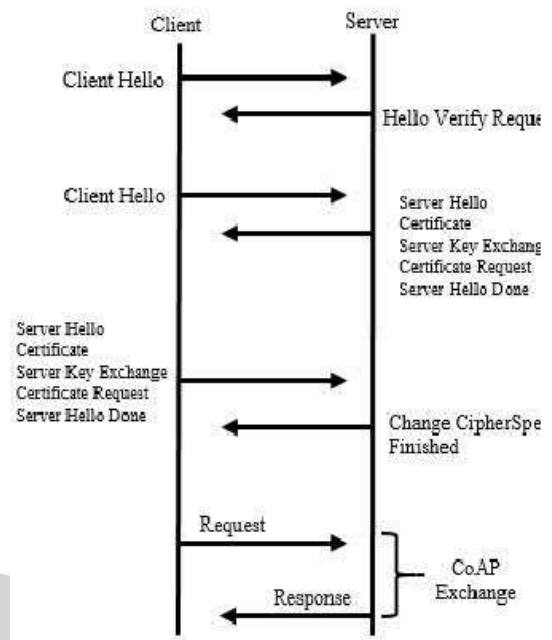 Client
Server
Client Hello
Hello Verify Reque
Client Hello
Server Hello
Certificate
Server Key Exchang
Certificate Request
Server Hello Done
Server Hello
Certificate
Server Key Exchange
Certificate Request
Server Hello Done
Change CipherSpe
Finished
Request
CoAP
Exchange
Response